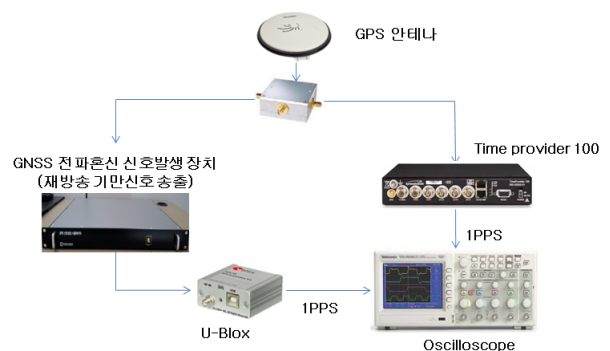 GPS 안테나
Time provider 100
GNSS 전파혼신 신호발생 장치
(재방송 기만신호 송출)
1PPS
1PPS
U-Blox
Oscilloscope